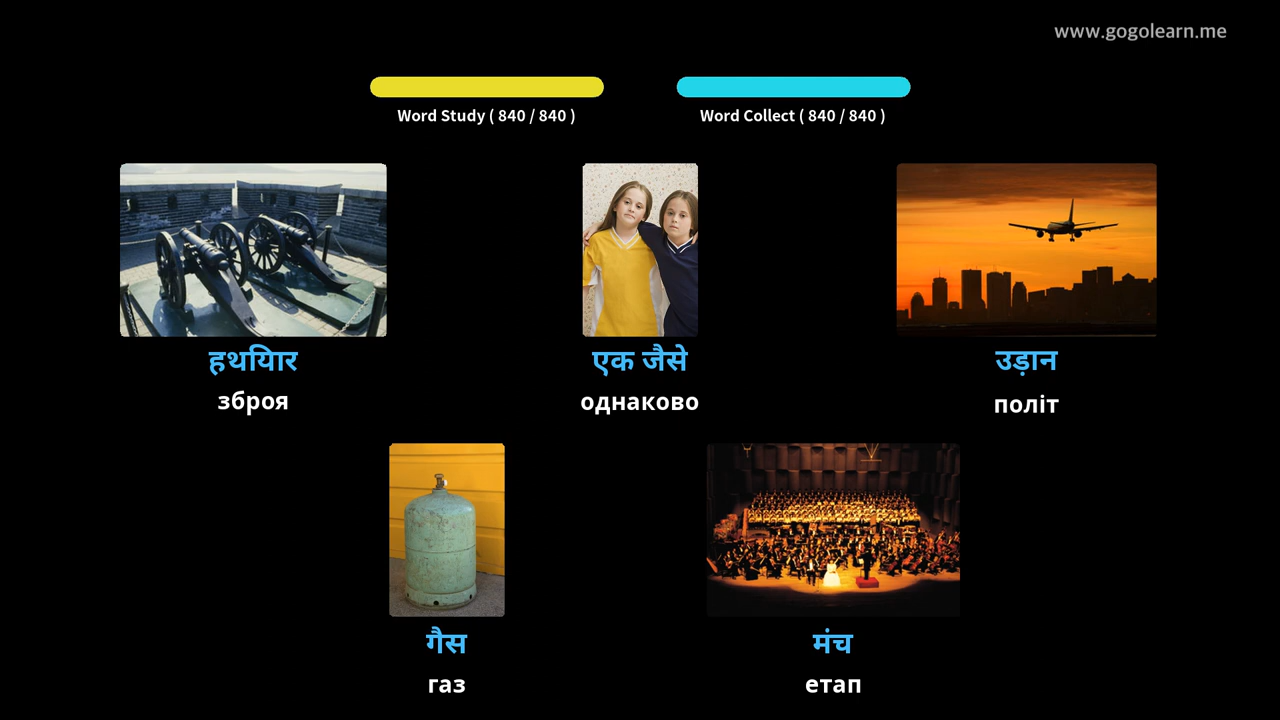 www.gogolearn.me
Word Study ( 840 / 840 )
Word Collect ( 840 / 840 )
हथियार
зброя
एक जैसे
однаково
उड़ान
політ
गैस
газ
मंच
етап